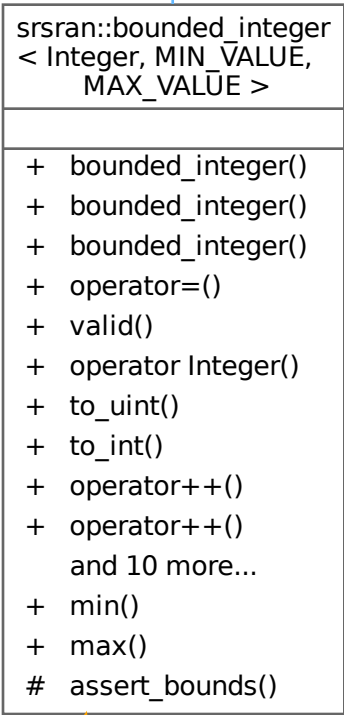 srsran::bounded_integer
< Integer, MIN_VALUE,
MAX_VALUE >
+ bounded_integer()
+ bounded_integer()
+ bounded_integer()
+ operator=()
+ valid()
+ operator Integer()
+ to_uint()
+ to_int()
+ operator++()
+ operator++()
and 10 more...
+ min()
+ max()
# assert_bounds()